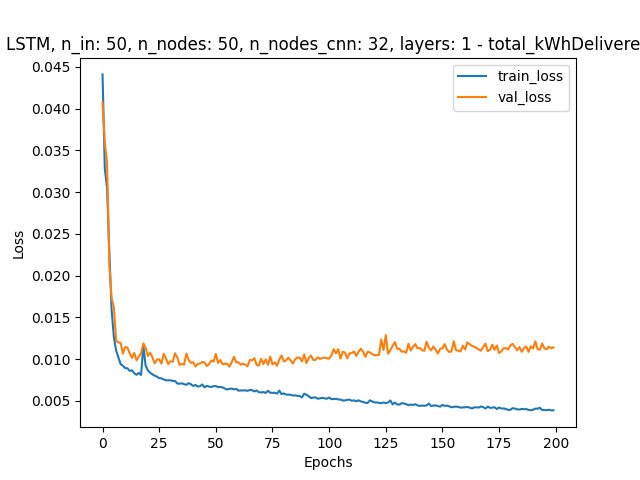 LSTM, n_in: 50, n_nodes: 50, n_nodes_cnn: 32, layers: 1 - total_kWhDelivere
train_loss
val_loss
0.045
0.040
0.035
0.030
0.025
0.020
0.015
0.010
0.005
Loss
0 25 50 75 100 125 150 175 200
Epochs